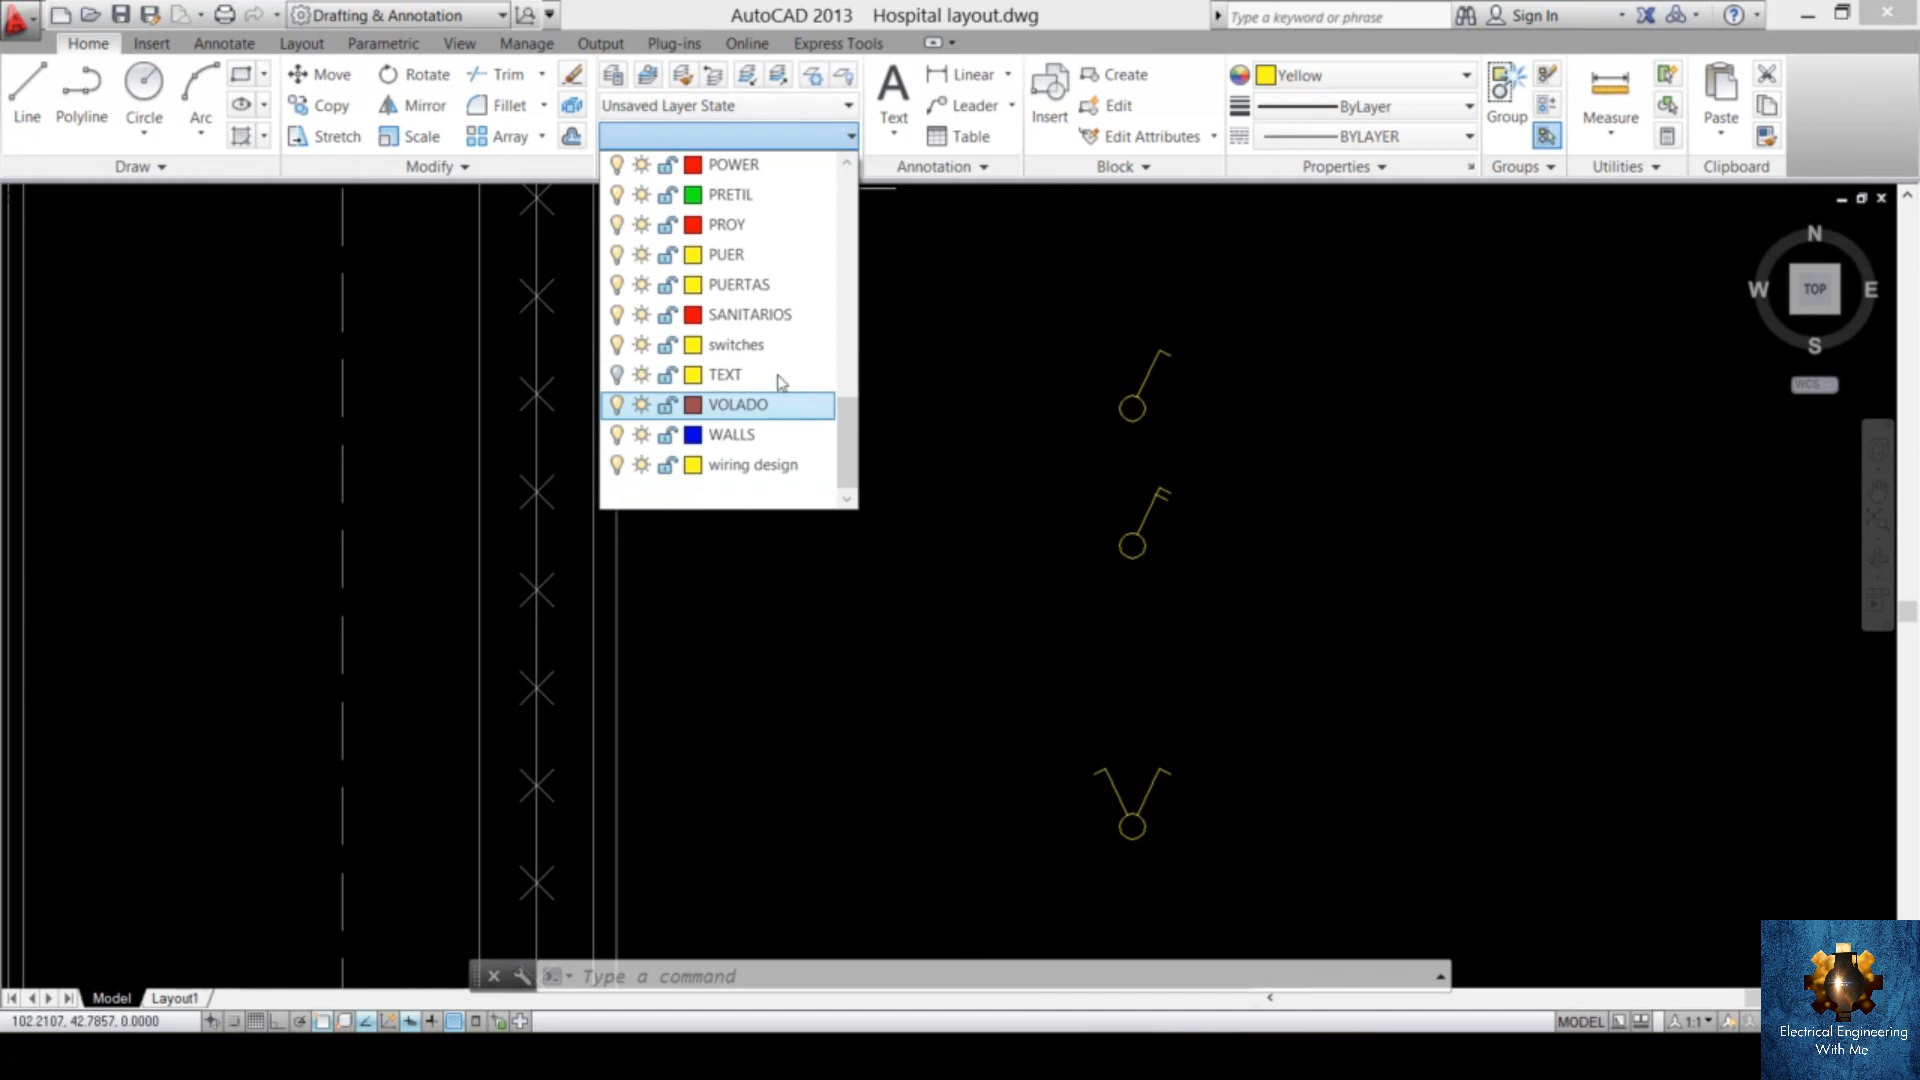 Drafting & Annotation
AutoCAD 2013 Hospital layout.dwg
Type a keyword or phrase
Sign In
Home Insert Annotate Layout Parametric View Manage Output Plug-ins Online Express Tools
Line
Polyline
Circle
Arc
Move
Rotate
Trim
Copy
Mirror
Fillet
Stretch
Scale
Array
Unsaved Layer State
Text
Linear
Leader
Table
Insert
Create
Edit
Edit Attributes
Yellow
ByLayer
BYLAYER
Group
Measure
Paste
Draw
Modify
Annotation
Block
Properties
Groups
Utilities
Clipboard
POWER
PRETIL
PROY
PUER
PUERTAS
SANITARIOS
switches
TEXT
VOLADO
WALLS
wiring design
N
W
TOP
E
S
WCS
Type a command
Model
Layout1
102.2107, 42.7857, 0.0000
MODEL
1:1
Electrical Engineering
With Me